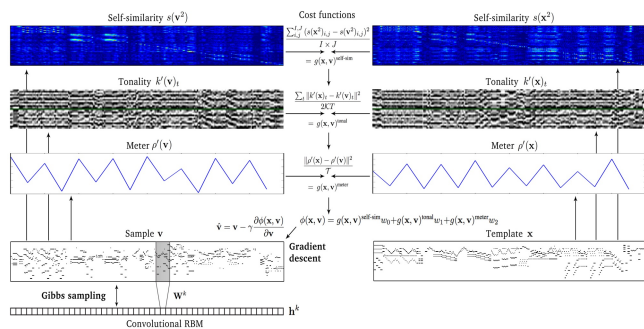 Self-similarity s(v²)
Cost functions
Self-similarity s(x²)
∑_{i,j}^{I,J} (s(x²)_{i,j} − s(v²)_{i,j})²
I × J
= g(x, v)^{self-sim}
Tonality k′(v)_t
Tonality k′(x)_t
∑_t ‖k′(x)_t − k′(v)_t‖²
2KT
= g(x, v)^{tonal}
Meter ρ′(v)
Meter ρ′(x)
‖ρ′(x) − ρ′(v)‖²
T
= g(x, v)^{meter}
v̂ = v − γ ∂φ(x, v)/∂v
φ(x, v) = g(x, v)^{self-sim}w₀+g(x, v)^{tonal}w₁+g(x, v)^{meter}w₂
Sample v
Gradient
descent
Template x
Gibbs sampling
W^k
h^k
Convolutional RBM